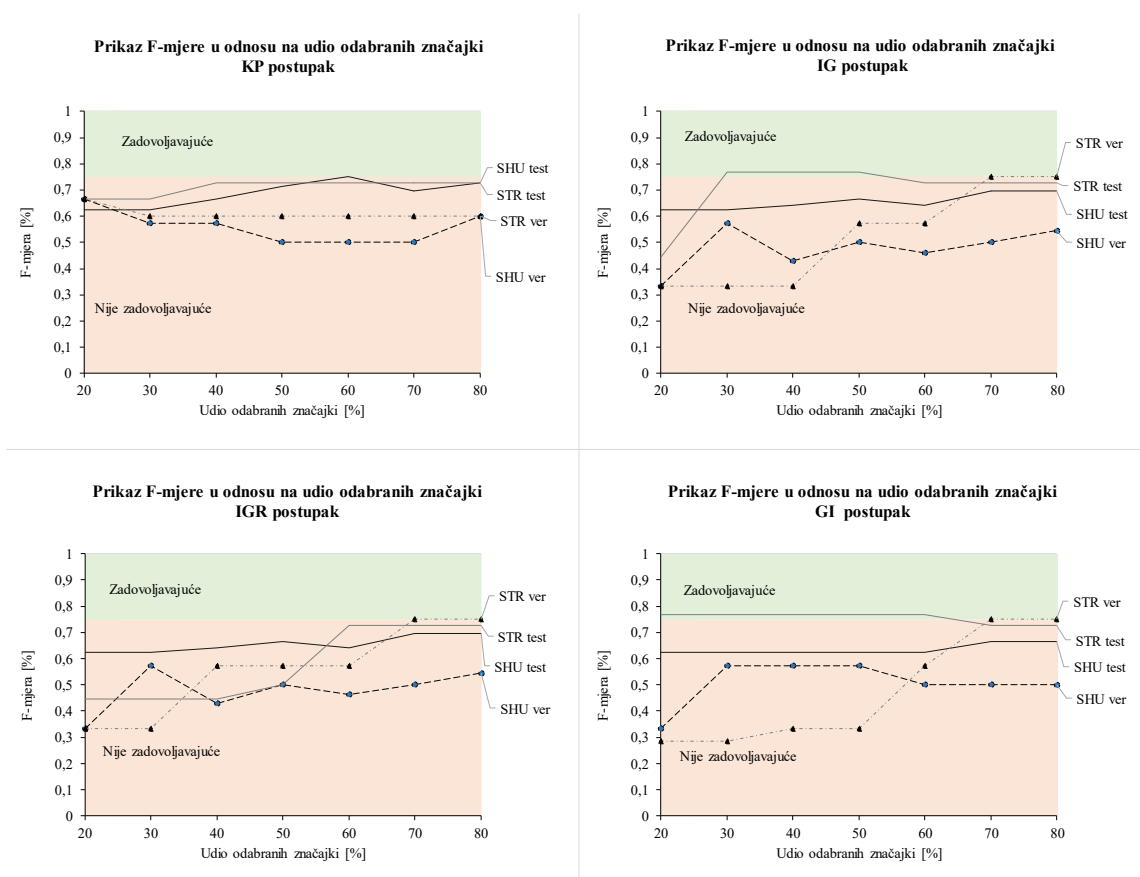 Prikaz F-mjere u odnosu na udio odabranih značajki
KP postupak
1
0,9
0,8
0,7
0,6
0,5
0,4
0,3
0,2
0,1
0
F-mjera [%]
Zadovoljavajuće
Nije zadovoljavajuće
SHU test
STR test
STR ver
SHU ver
20 30 40 50 60 70 80
Udio odabranih značajki [%]
Prikaz F-mjere u odnosu na udio odabranih značajki
IG postupak
1
0,9
0,8
0,7
0,6
0,5
0,4
0,3
0,2
0,1
0
F-mjera [%]
Zadovoljavajuće
Nije zadovoljavajuće
STR ver
STR test
SHU test
SHU ver
20 30 40 50 60 70 80
Udio odabranih značajki [%]
Prikaz F-mjere u odnosu na udio odabranih značajki
IGR postupak
1
0,9
0,8
0,7
0,6
0,5
0,4
0,3
0,2
0,1
0
F-mjera [%]
Zadovoljavajuće
Nije zadovoljavajuće
STR ver
STR test
SHU test
SHU ver
20 30 40 50 60 70 80
Udio odabranih značajki [%]
Prikaz F-mjere u odnosu na udio odabranih značajki
GI postupak
1
0,9
0,8
0,7
0,6
0,5
0,4
0,3
0,2
0,1
0
F-mjera [%]
Zadovoljavajuće
Nije zadovoljavajuće
STR ver
STR test
SHU test
SHU ver
20 30 40 50 60 70 80
Udio odabranih značajki [%]